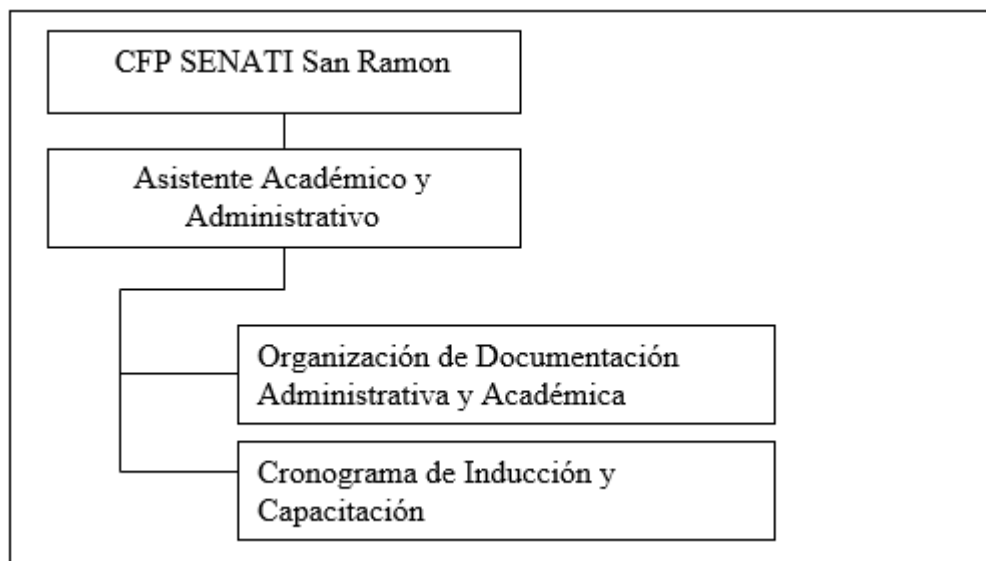 CFP SENATI San Ramon
Asistente Académico y
Administrativo
Organización de Documentación
Administrativa y Académica
Cronograma de Inducción y
Capacitación